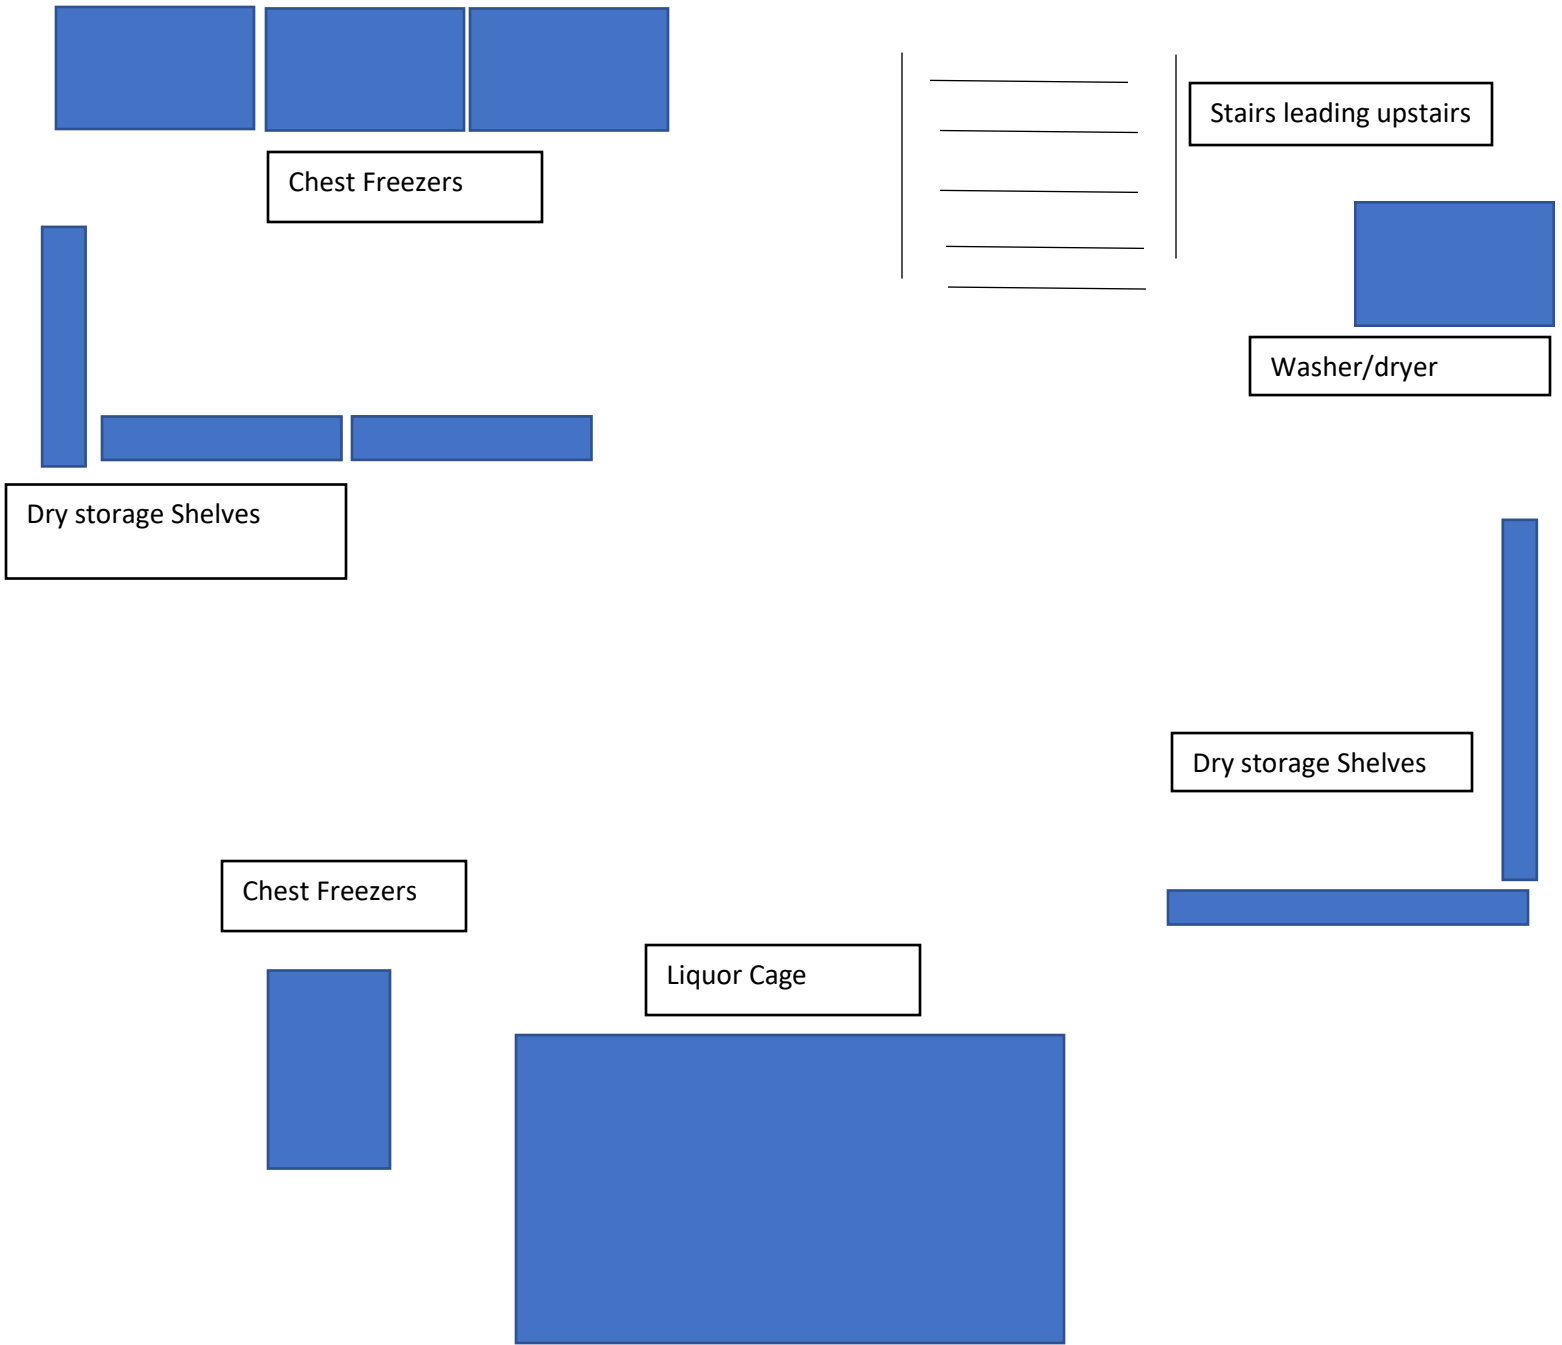 Stairs leading upstairs
Chest Freezers
Washer/dryer
Dry storage Shelves
Dry storage Shelves
Chest Freezers
Liquor Cage